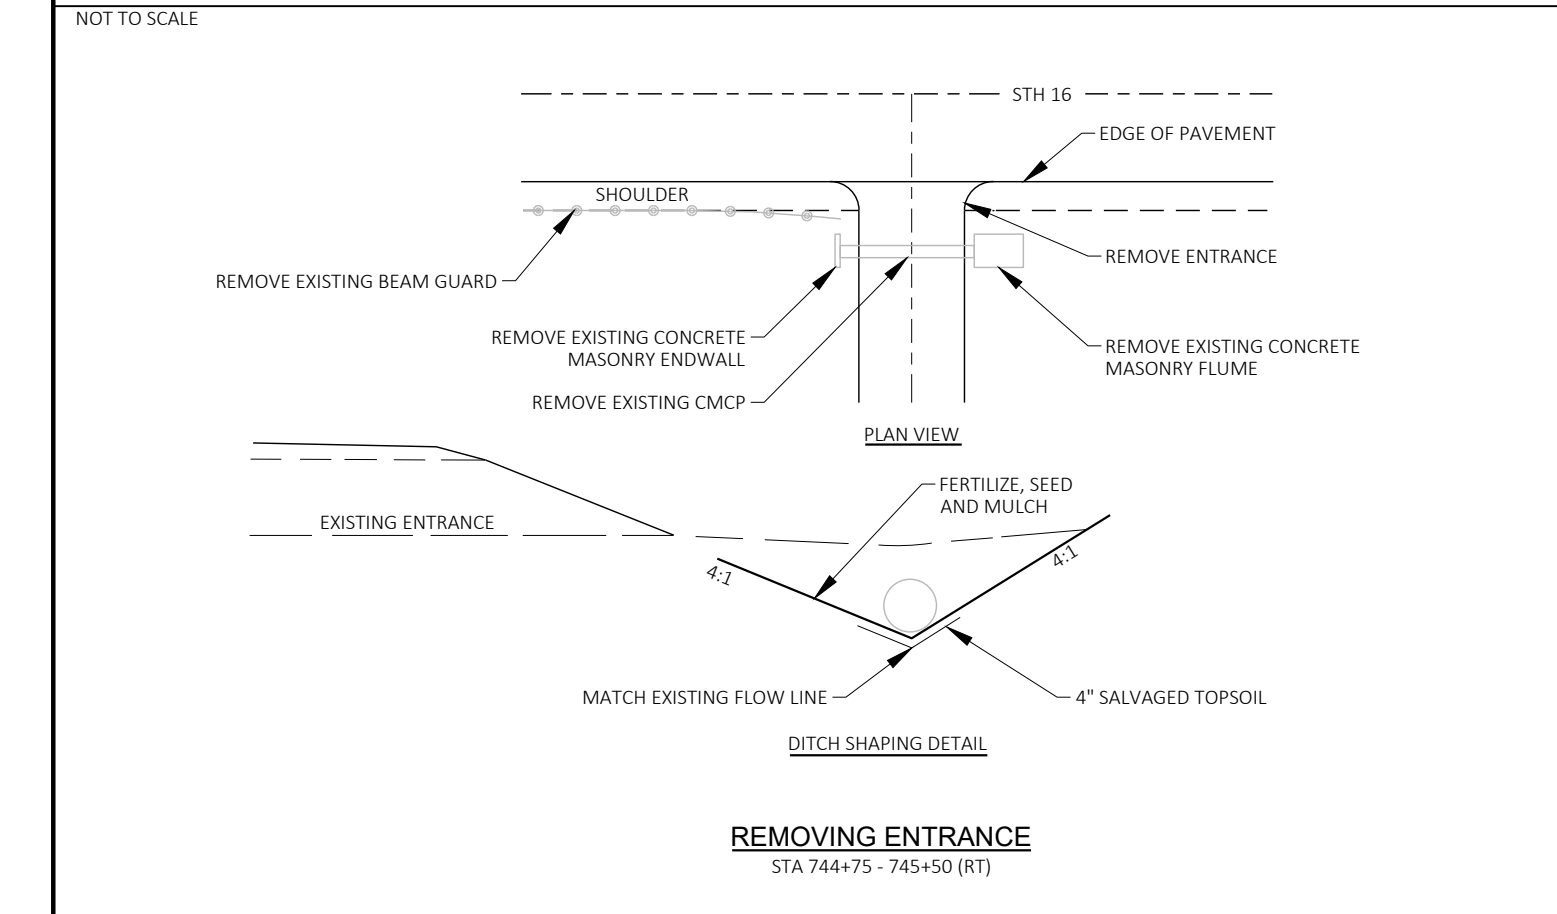 NOT TO SCALE
STH 16
EDGE OF PAVEMENT
SHOULDER
REMOVE ENTRANCE
REMOVE EXISTING BEAM GUARD
REMOVE EXISTING CONCRETE
MASONRY ENDWALL
REMOVE EXISTING CONCRETE
MASONRY FLUME
REMOVE EXISTING CMCP
PLAN VIEW
FERTILIZE, SEED
AND MULCH
EXISTING ENTRANCE
4:1
4:1
MATCH EXISTING FLOW LINE
4" SALVAGED TOPSOIL
DITCH SHAPING DETAIL
REMOVING ENTRANCE
STA 744+75 - 745+50 (RT)